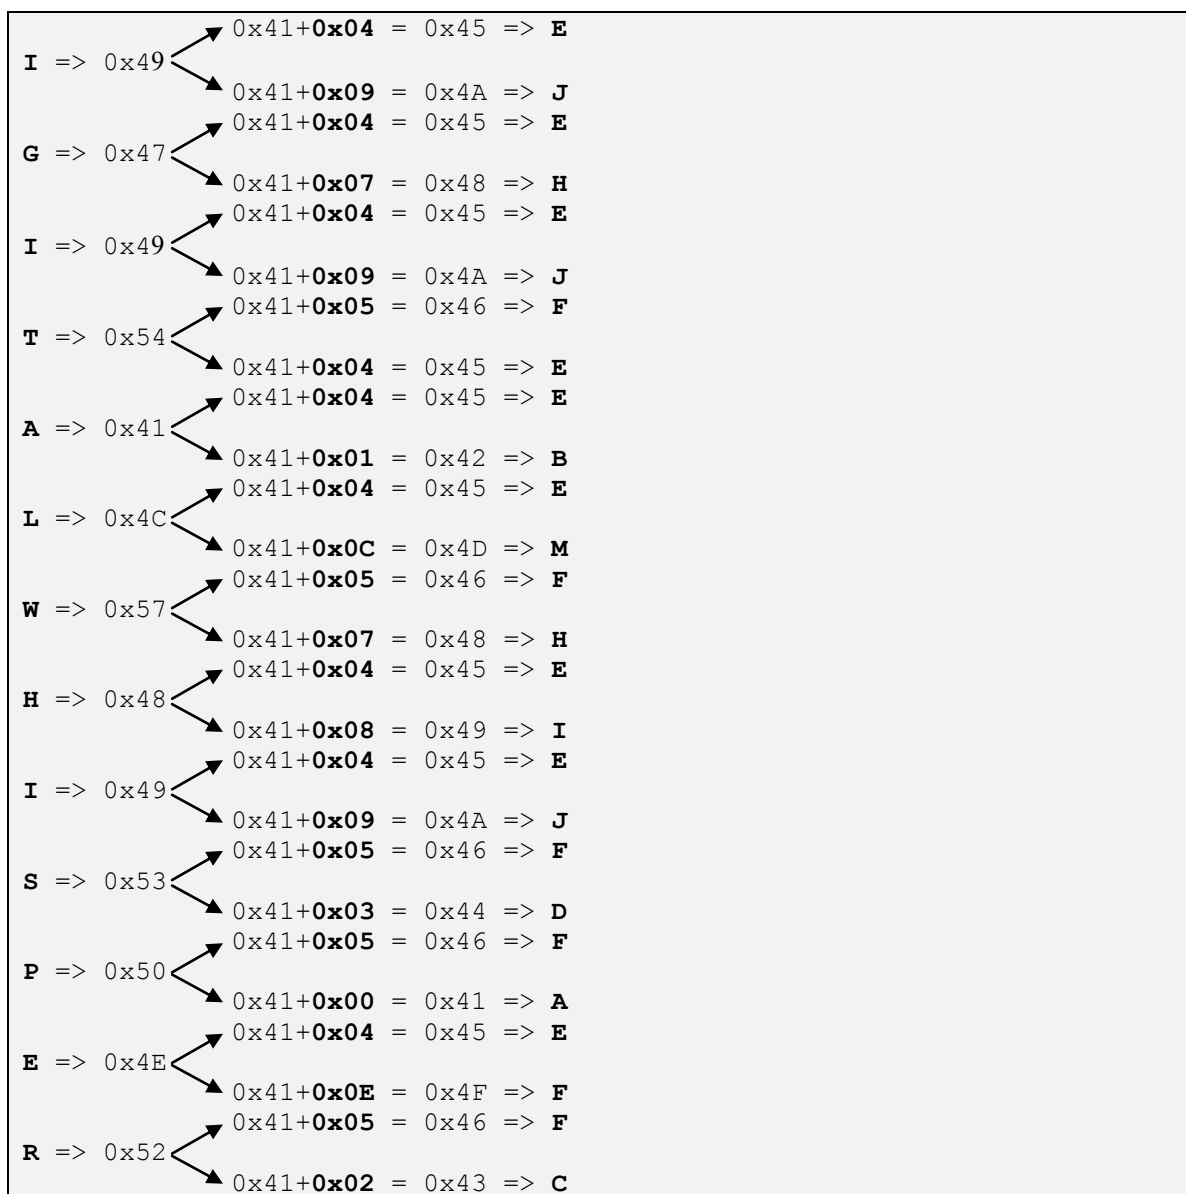 0x41+0x04 = 0x45 => E
I => 0x49
0x41+0x09 = 0x4A => J
0x41+0x04 = 0x45 => E
G => 0x47
0x41+0x07 = 0x48 => H
0x41+0x04 = 0x45 => E
I => 0x49
0x41+0x09 = 0x4A => J
0x41+0x05 = 0x46 => F
T => 0x54
0x41+0x04 = 0x45 => E
0x41+0x04 = 0x45 => E
A => 0x41
0x41+0x01 = 0x42 => B
0x41+0x04 = 0x45 => E
L => 0x4C
0x41+0x0C = 0x4D => M
0x41+0x05 = 0x46 => F
W => 0x57
0x41+0x07 = 0x48 => H
0x41+0x04 = 0x45 => E
H => 0x48
0x41+0x08 = 0x49 => I
0x41+0x04 = 0x45 => E
I => 0x49
0x41+0x09 = 0x4A => J
0x41+0x05 = 0x46 => F
S => 0x53
0x41+0x03 = 0x44 => D
0x41+0x05 = 0x46 => F
P => 0x50
0x41+0x00 = 0x41 => A
0x41+0x04 = 0x45 => E
E => 0x4E
0x41+0x0E = 0x4F => F
0x41+0x05 = 0x46 => F
R => 0x52
0x41+0x02 = 0x43 => C